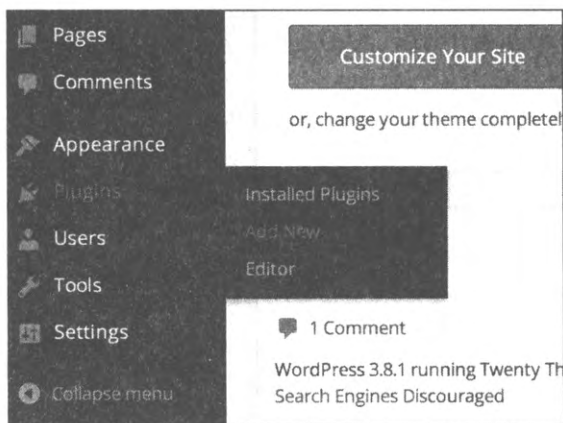 Pages
Comments
Appearance
Plugins
Users
Tools
Settings
Collapse menu
Installed Plugins
Add New
Editor
Customize Your Site
or, change your theme completel
1 Comment
WordPress 3.8.1 running Twenty Th
Search Engines Discouraged